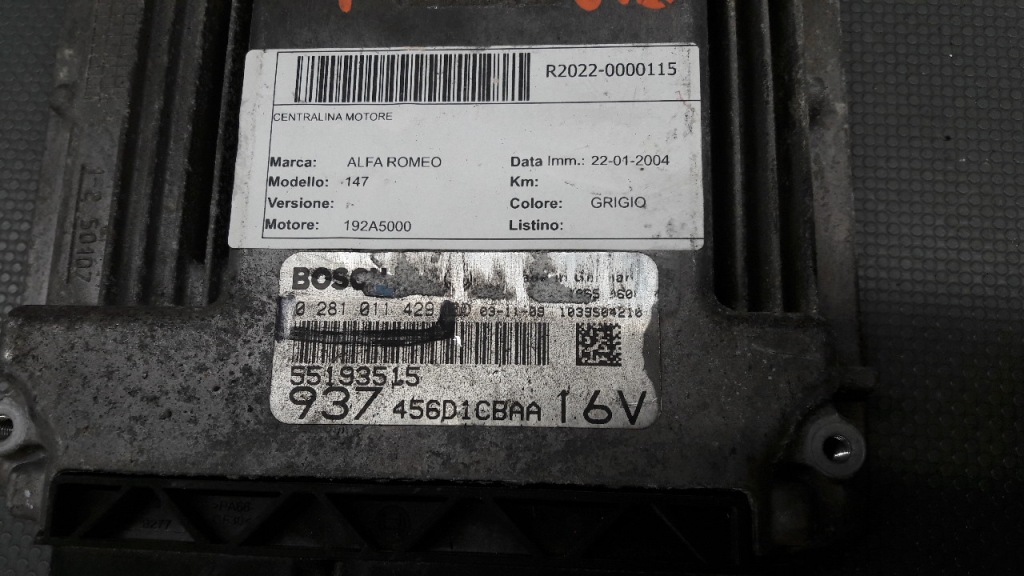 R2022-0000115
CENTRALINA MOTORE
Marca: ALFA ROMEO Data Imm.: 22-01-2004
Modello: 147 Km:
Versione: Colore: GRIGIO
Motore: 192A5000 Listino:
BOSCH
0 281 011 429 03-11-09 1039S04210
55193515
937 456D1CBAA 16V